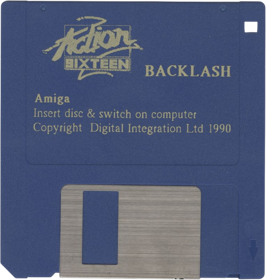 Action
SIXTEEN
BACKLASH
Amiga
Insert disc & switch on computer
Copyright Digital Integration Ltd 1990